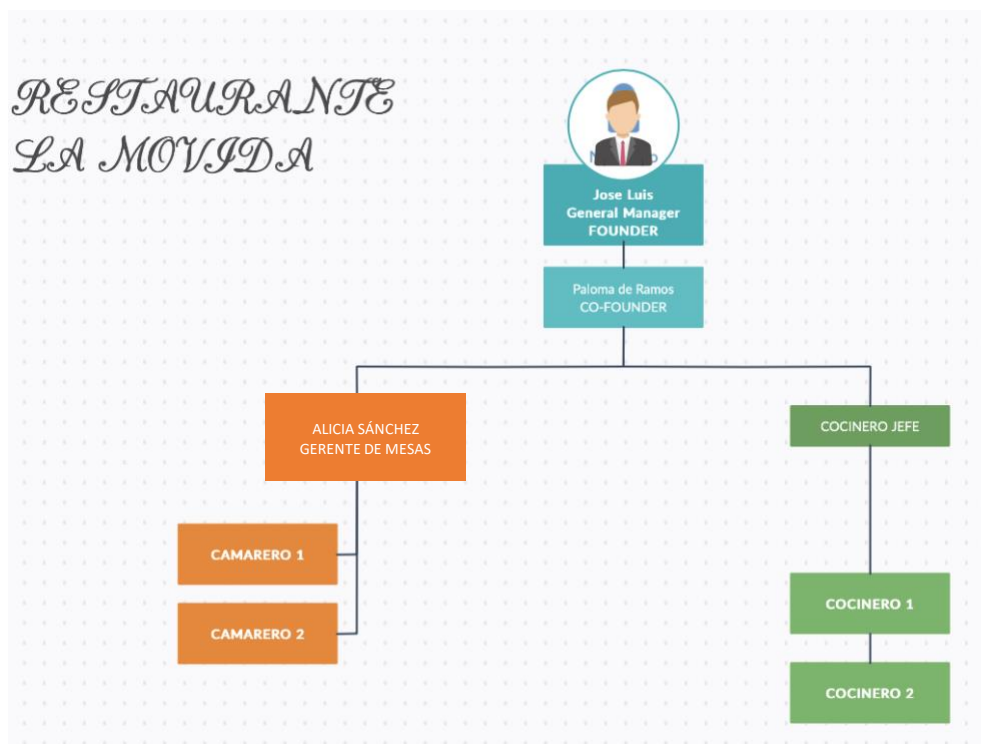 RESTAURANTE
LA MOVIDA
Jose Luis
General Manager
FOUNDER
Paloma de Ramos
CO-FOUNDER
ALICIA SÁNCHEZ
GERENTE DE MESAS
COCINERO JEFE
CAMARERO 1
CAMARERO 2
COCINERO 1
COCINERO 2